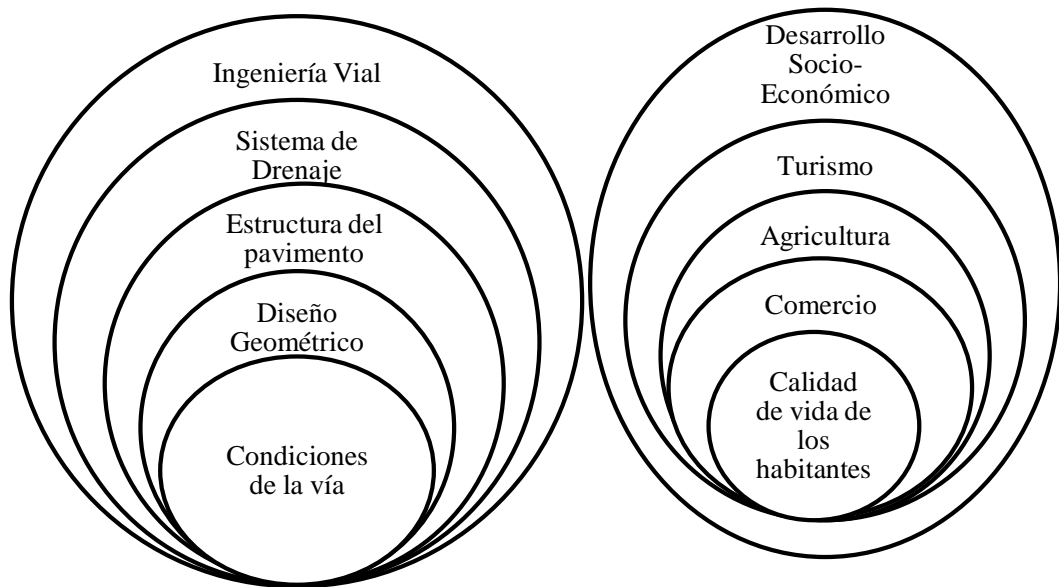 Ingeniería Vial
Sistema de
Drenaje
Estructura del
pavimento
Diseño
Geométrico
Condiciones
de la vía
Desarrollo
Socio-
Económico
Turismo
Agricultura
Comercio
Calidad
de vida de
los
habitantes